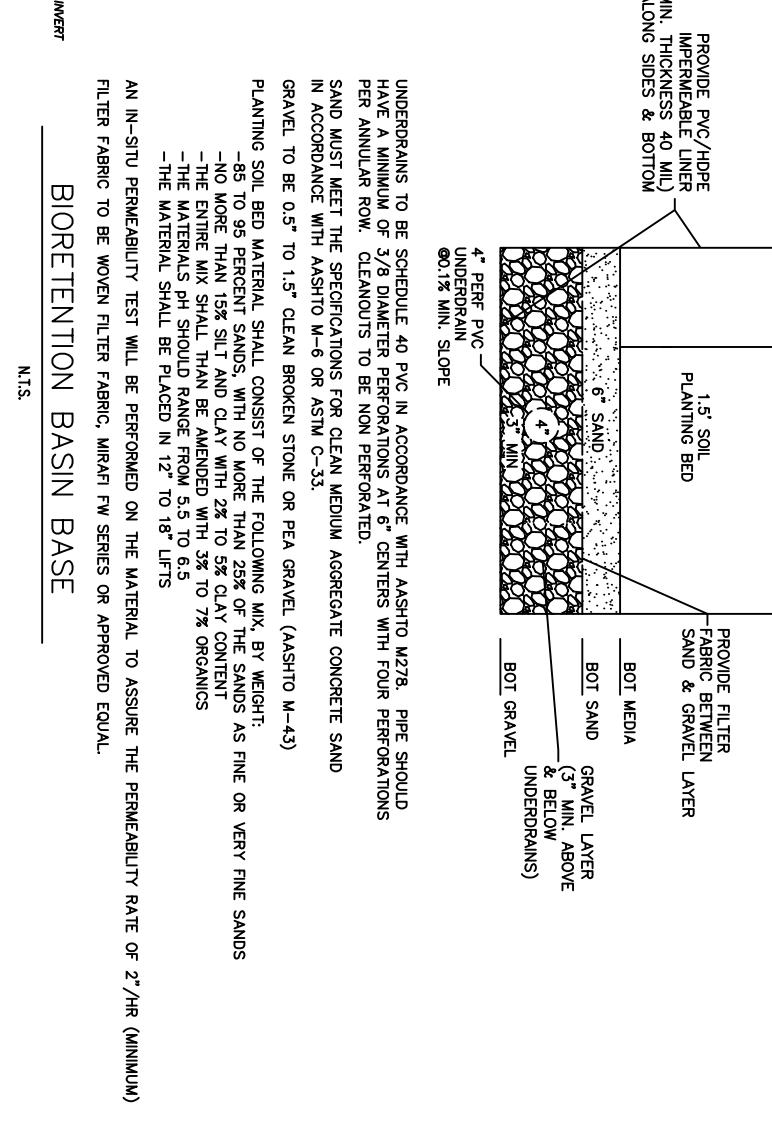 PROVIDE PVC/HDPE
IMPERMEABLE LINER
MIN. THICKNESS 40 MIL)
ALONG SIDES & BOTTOM
1.5' SOIL
PLANTING BED
6" SAND
4"
3" MIN
4" PERF PVC
UNDERDRAIN
@0.1% MIN. SLOPE
PROVIDE FILTER
FABRIC BETWEEN
SAND & GRAVEL LAYER
BOT MEDIA
BOT SAND
BOT GRAVEL
GRAVEL LAYER
(3" MIN. ABOVE
& BELOW
UNDERDRAINS)
UNDERDRAINS TO BE SCHEDULE 40 PVC IN ACCORDANCE WITH AASHTO M278. PIPE SHOULD
HAVE A MINIMUM OF 3/8 DIAMETER PERFORATIONS AT 6" CENTERS WITH FOUR PERFORATIONS
PER ANNULAR ROW. CLEANOUTS TO BE NON PERFORATED.
SAND MUST MEET THE SPECIFICATIONS FOR CLEAN MEDIUM AGGREGATE CONCRETE SAND
IN ACCORDANCE WITH AASHTO M-6 OR ASTM C-33.
GRAVEL TO BE 0.5" TO 1.5" CLEAN BROKEN STONE OR PEA GRAVEL (AASHTO M-43)
PLANTING SOIL BED MATERIAL SHALL CONSIST OF THE FOLLOWING MIX, BY WEIGHT:
-85 TO 95 PERCENT SANDS, WITH NO MORE THAN 25% OF THE SANDS AS FINE OR VERY FINE SANDS
-NO MORE THAN 15% SILT AND CLAY WITH 2% TO 5% CLAY CONTENT
-THE ENTIRE MIX SHALL THAN BE AMENDED WITH 3% TO 7% ORGANICS
-THE MATERIALS pH SHOULD RANGE FROM 5.5 TO 6.5
-THE MATERIAL SHALL BE PLACED IN 12" TO 18" LIFTS
AN IN-SITU PERMEABILITY TEST WILL BE PERFORMED ON THE MATERIAL TO ASSURE THE PERMEABILITY RATE OF 2"/HR (MINIMUM)
FILTER FABRIC TO BE WOVEN FILTER FABRIC, MIRAFI FW SERIES OR APPROVED EQUAL.
INVERT
BIORETENTION BASIN BASE
N.T.S.